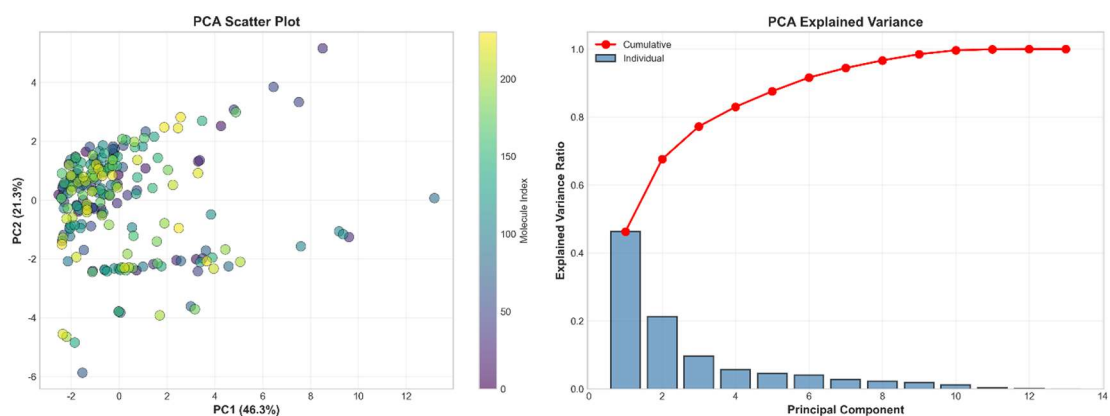 PCA Scatter Plot
4
2
0
-2
-4
-6
PC2 (21.3%)
-2 0 2 4 6 8 10 12
PC1 (46.3%)
200
150
100
50
0
Molecule Index
PCA Explained Variance
Cumulative
Individual
1.0
0.8
0.6
0.4
0.2
0.0
Explained Variance Ratio
0 2 4 6 8 10 12 14
Principal Component